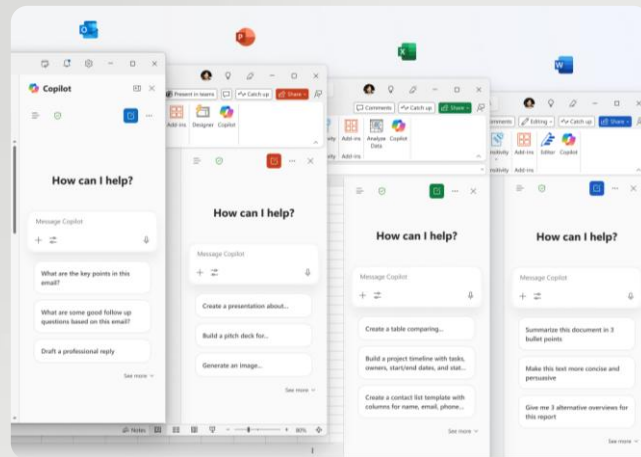 Copilot
How can I help?
Message Copilot
What are the key points in this
email?
What are some good follow up
questions based on this email?
Draft a professional reply
See more
Notes
Present in teams
Catch up
Share
Add-ins
Designer
Copilot
Add-ins
How can I help?
Message Copilot
Create a presentation about...
Build a pitch deck for...
Generate an image...
See more
80%
Comments
Catch up
Share
Add-ins
Analyze
Data
Copilot
Add-ins
How can I help?
Message Copilot
Create a table comparing...
Build a project timeline with tasks,
owners, start/end dates, and stat...
Create a contact list template with
columns for name, email, phone...
See more
Editing
Catch up
Share
Add-ins
Editor
Copilot
Add-ins
How can I help?
Message Copilot
Summarize this document in 3
bullet points
Make this text more concise and
persuasive
Give me 3 alternative overviews for
this report
See more